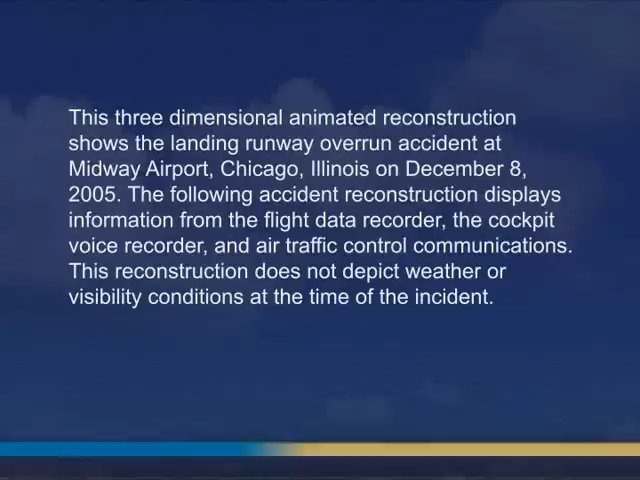 This three dimensional animated reconstruction
shows the landing runway overrun accident at
Midway Airport, Chicago, Illinois on December 8,
2005. The following accident reconstruction displays
information from the flight data recorder, the cockpit
voice recorder, and air traffic control communications.
This reconstruction does not depict weather or
visibility conditions at the time of the incident.